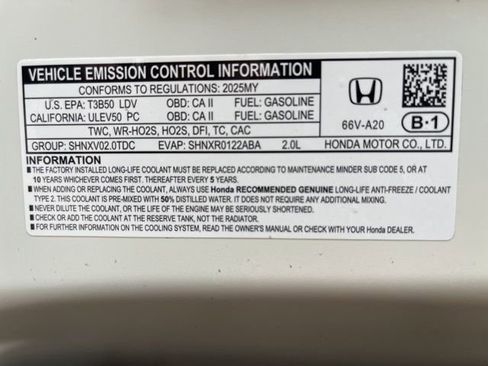 VEHICLE EMISSION CONTROL INFORMATION
CONFORMS TO REGULATIONS: 2025MY
U.S. EPA: T3B50 LDV OBD: CA II FUEL: GASOLINE
CALIFORNIA: ULEV50 PC OBD: CA II FUEL: GASOLINE
TWC, WR-HO2S, HO2S, DFI, TC, CAC
66V-A20 B·1
GROUP: SHNXV02.0TDC EVAP: SHNXR0122ABA 2.0L HONDA MOTOR CO., LTD.
INFORMATION
■ THE FACTORY INSTALLED LONG-LIFE COOLANT MUST BE REPLACED ACCORDING TO MAINTENANCE MINDER SUB CODE 5, OR AT
10 YEARS WHICHEVER COMES FIRST. THEREAFTER REPLACE EVERY 5 YEARS.
■ WHEN ADDING OR REPLACING THE COOLANT, ALWAYS USE Honda RECOMMENDED GENUINE LONG-LIFE ANTI-FREEZE / COOLANT
TYPE 2. THIS COOLANT IS PRE-MIXED WITH 50% DISTILLED WATER. IT DOES NOT REQUIRE ANY ADDITIONAL MIXING.
■ NEVER DILUTE THE COOLANT, OR THE LIFE OF THE ENGINE MAY BE SERIOUSLY SHORTENED.
■ CHECK OR ADD THE COOLANT AT THE RESERVE TANK, NOT THE RADIATOR.
■ FOR FURTHER INFORMATION ON THE COOLING SYSTEM, READ THE OWNER'S MANUAL OR CHECK WITH YOUR Honda DEALER.